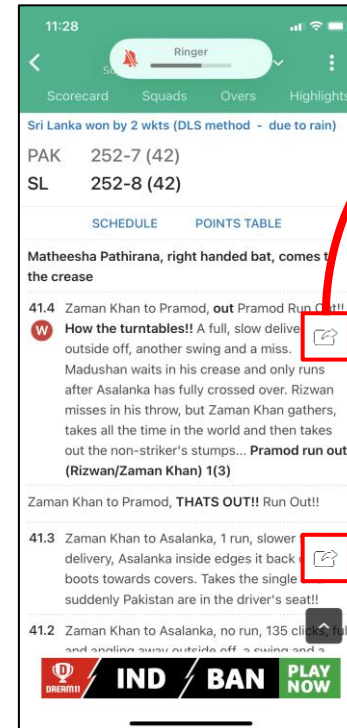 11:28
Ringer
Scorecard Squads Overs Highlights
Sri Lanka won by 2 wkts (DLS method - due to rain)
PAK 252-7 (42)
SL 252-8 (42)
SCHEDULE POINTS TABLE
Matheesha Pathirana, right handed bat, comes
the crease
41.4 Zaman Khan to Pramod, out Pramod Run Out!!
W How the turntables!! A full, slow
outside off, another swing and a miss.
Madushan waits in his crease and only runs
after Asalanka has fully crossed over. Rizwan
misses in his throw, but Zaman Khan gathers,
takes all the time in the world and then takes
out the non-striker's stumps... Pramod run out
(Rizwan/Zaman Khan) 1(3)
Zaman Khan to Pramod, THATS OUT!! Run Out!!
41.3 Zaman Khan to Asalanka, 1 run, slower
delivery, Asalanka inside edges it back
boots towards covers. Takes the single
suddenly Pakistan are in the driver's seat!!
41.2 Zaman Khan to Asalanka, no run, 135 clicks,
and angling away outside off, a swing and a
DREAM11 IND BAN PLAY NOW